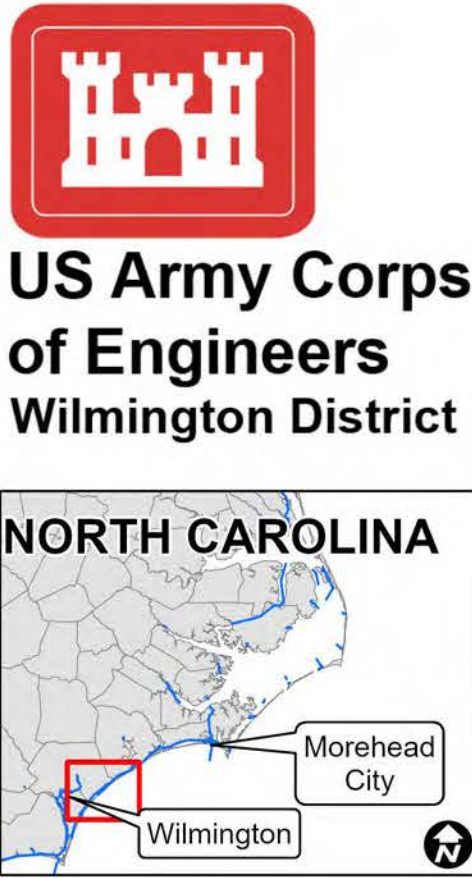 US Army Corps
of Engineers
Wilmington District
NORTH CAROLINA
Morehead
City
Wilmington
N